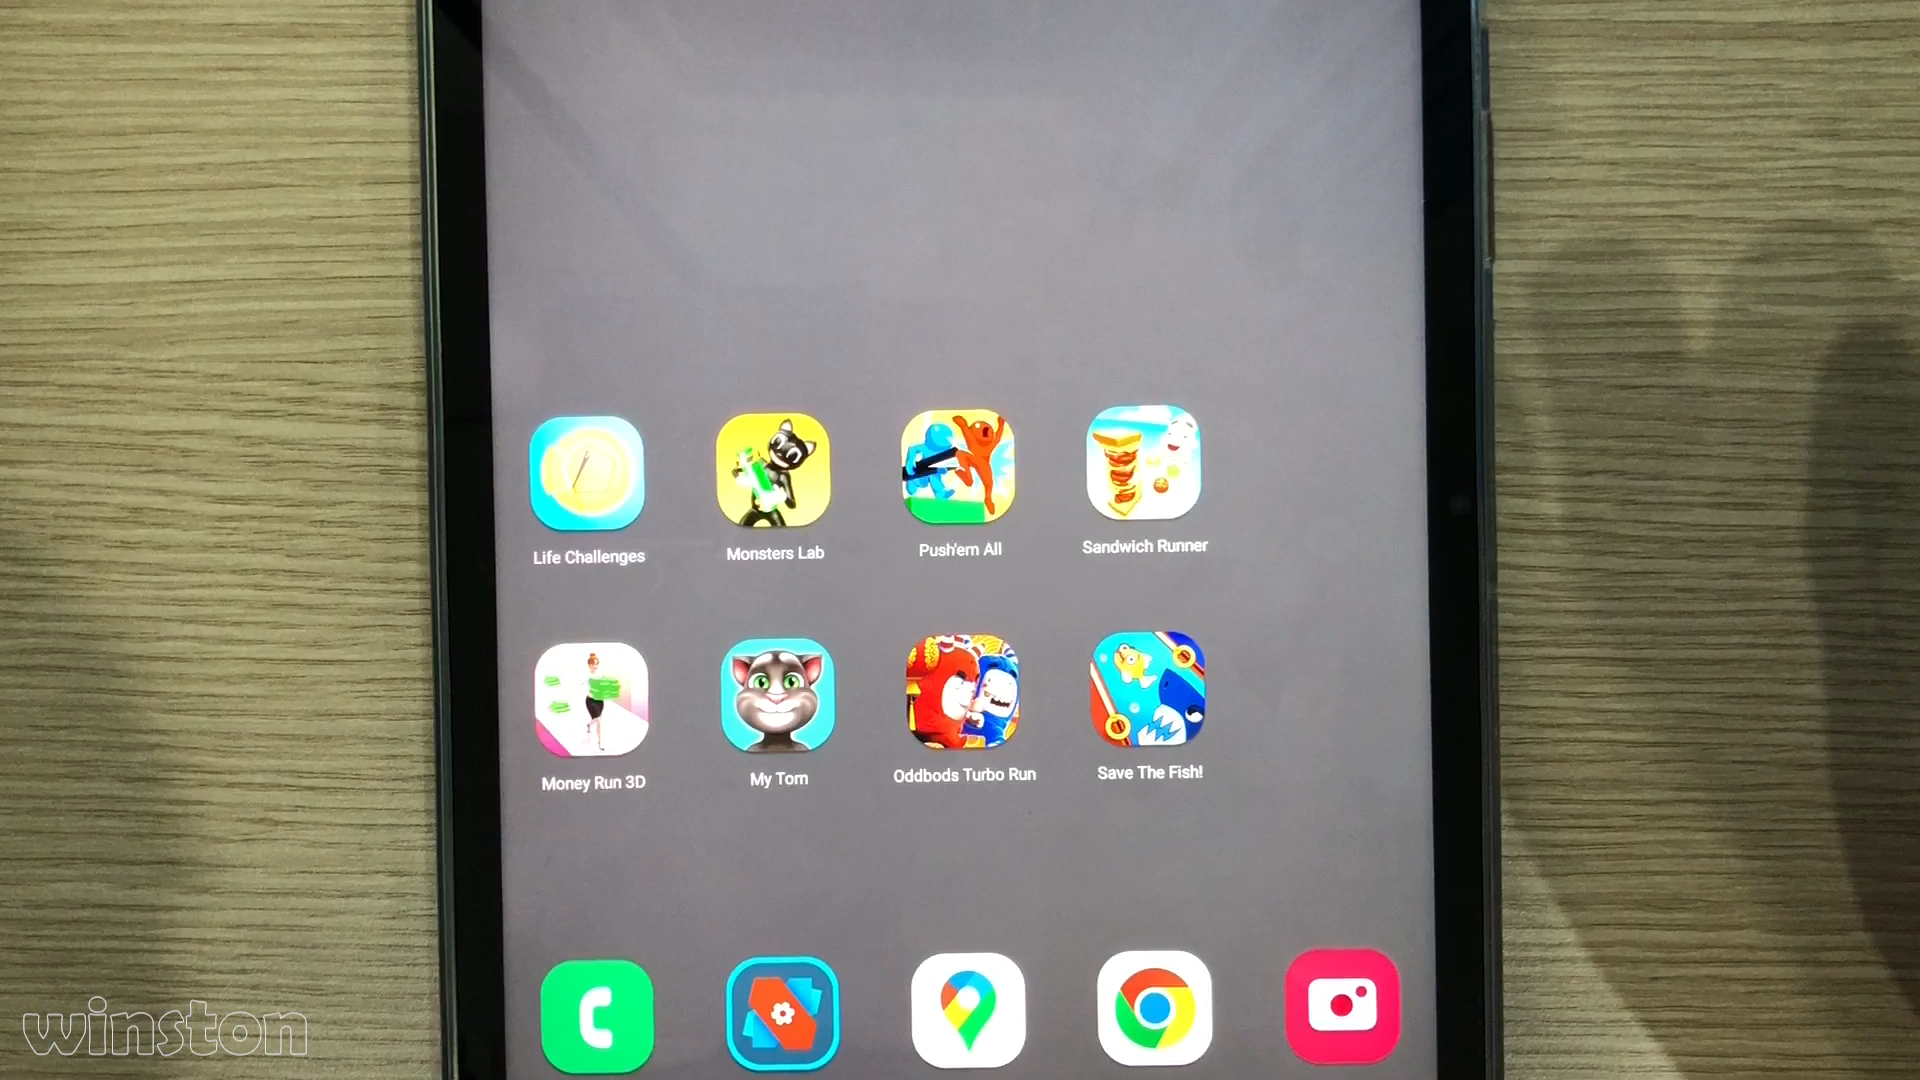 Life Challenges
Monsters Lab
Push'em All
Sandwich Runner
Money Run 3D
My Tom
Oddbods Turbo Run
Save The Fish!
winston